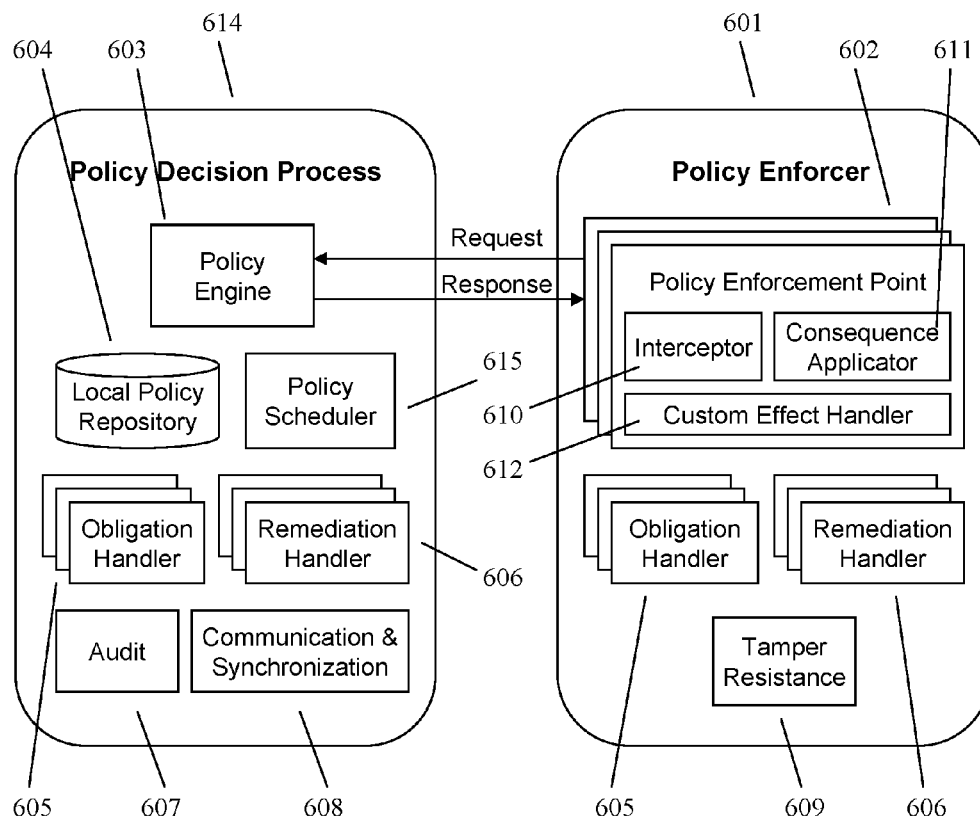 614
601
604
603
602
611
Policy Decision Process
Policy Enforcer
Policy
Engine
Request
Response
Policy Enforcement Point
Interceptor
Consequence
Applicator
Custom Effect Handler
Local Policy
Repository
Policy
Scheduler
615
610
612
Obligation
Handler
Remediation
Handler
606
Obligation
Handler
Remediation
Handler
Audit
Communication &
Synchronization
Tamper
Resistance
605
607
608
605
609
606